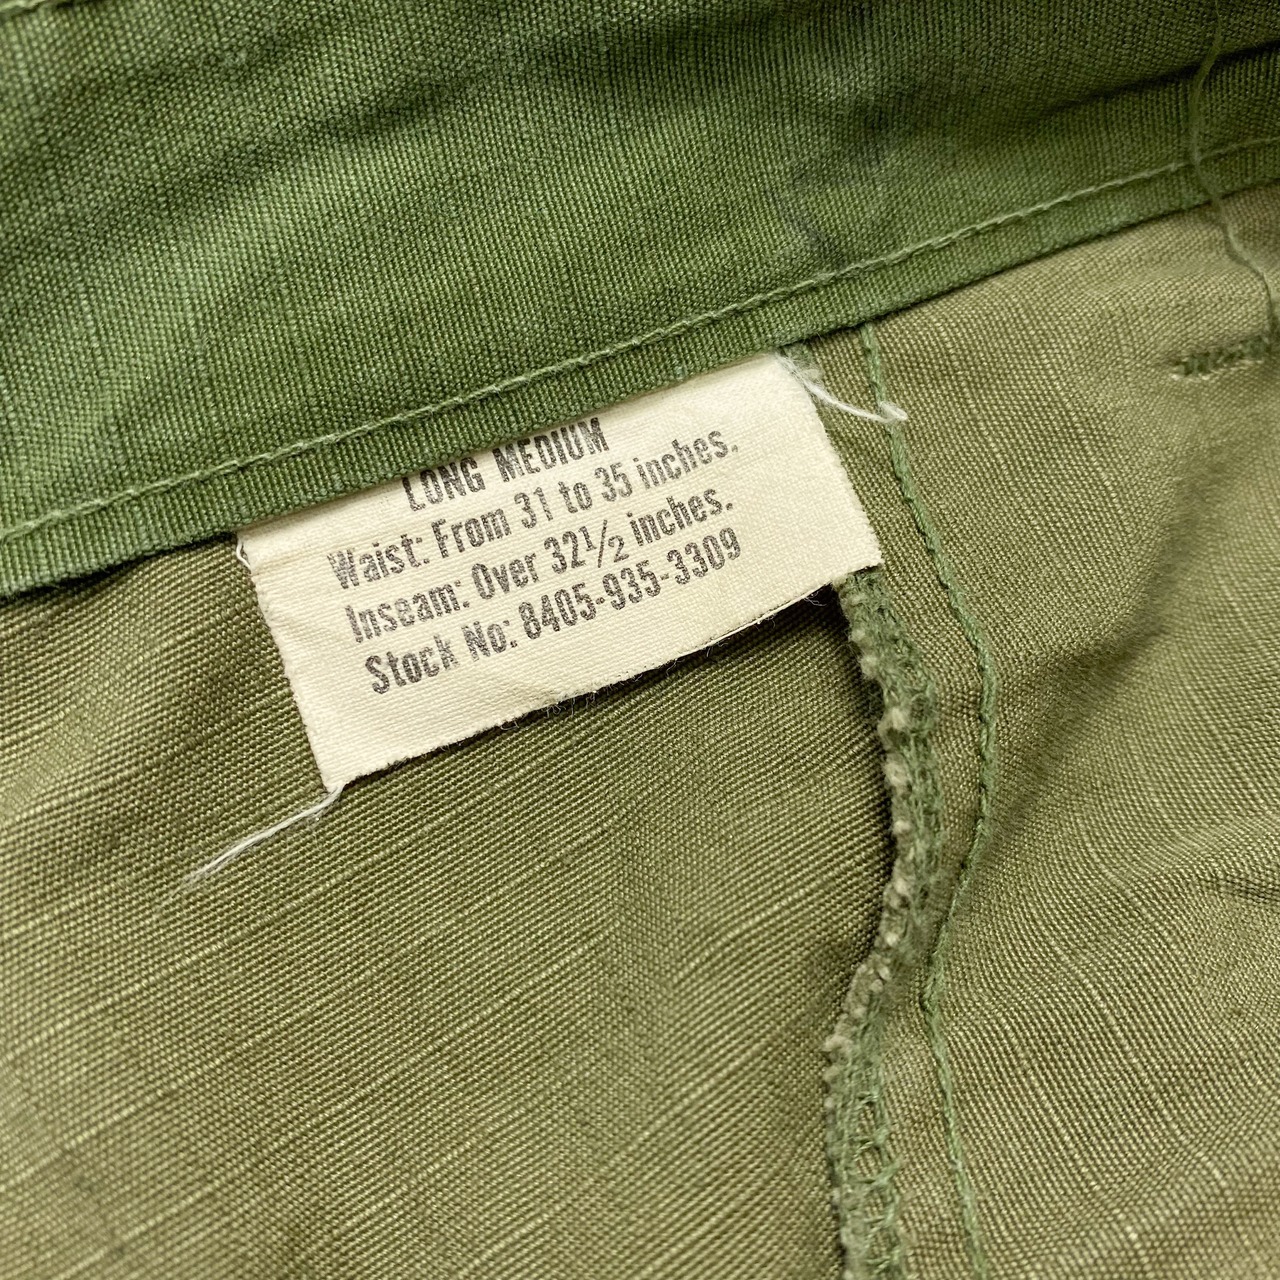 LONG MEDIUM
Waist: From 31 to 35 inches.
Inseam: Over 32½ inches.
Stock No: 8405-935-3309